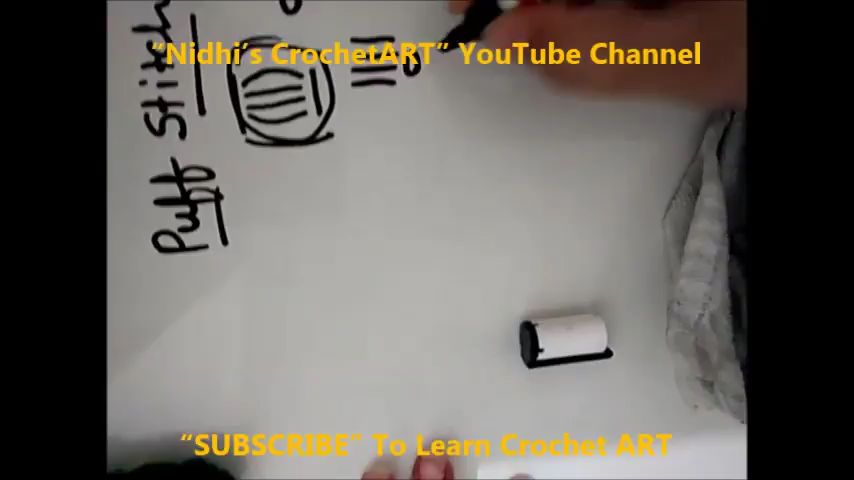 “Nidhi’s CrochetART” YouTube Channel
Puff Stitch
“SUBSCRIBE” To Learn Crochet ART